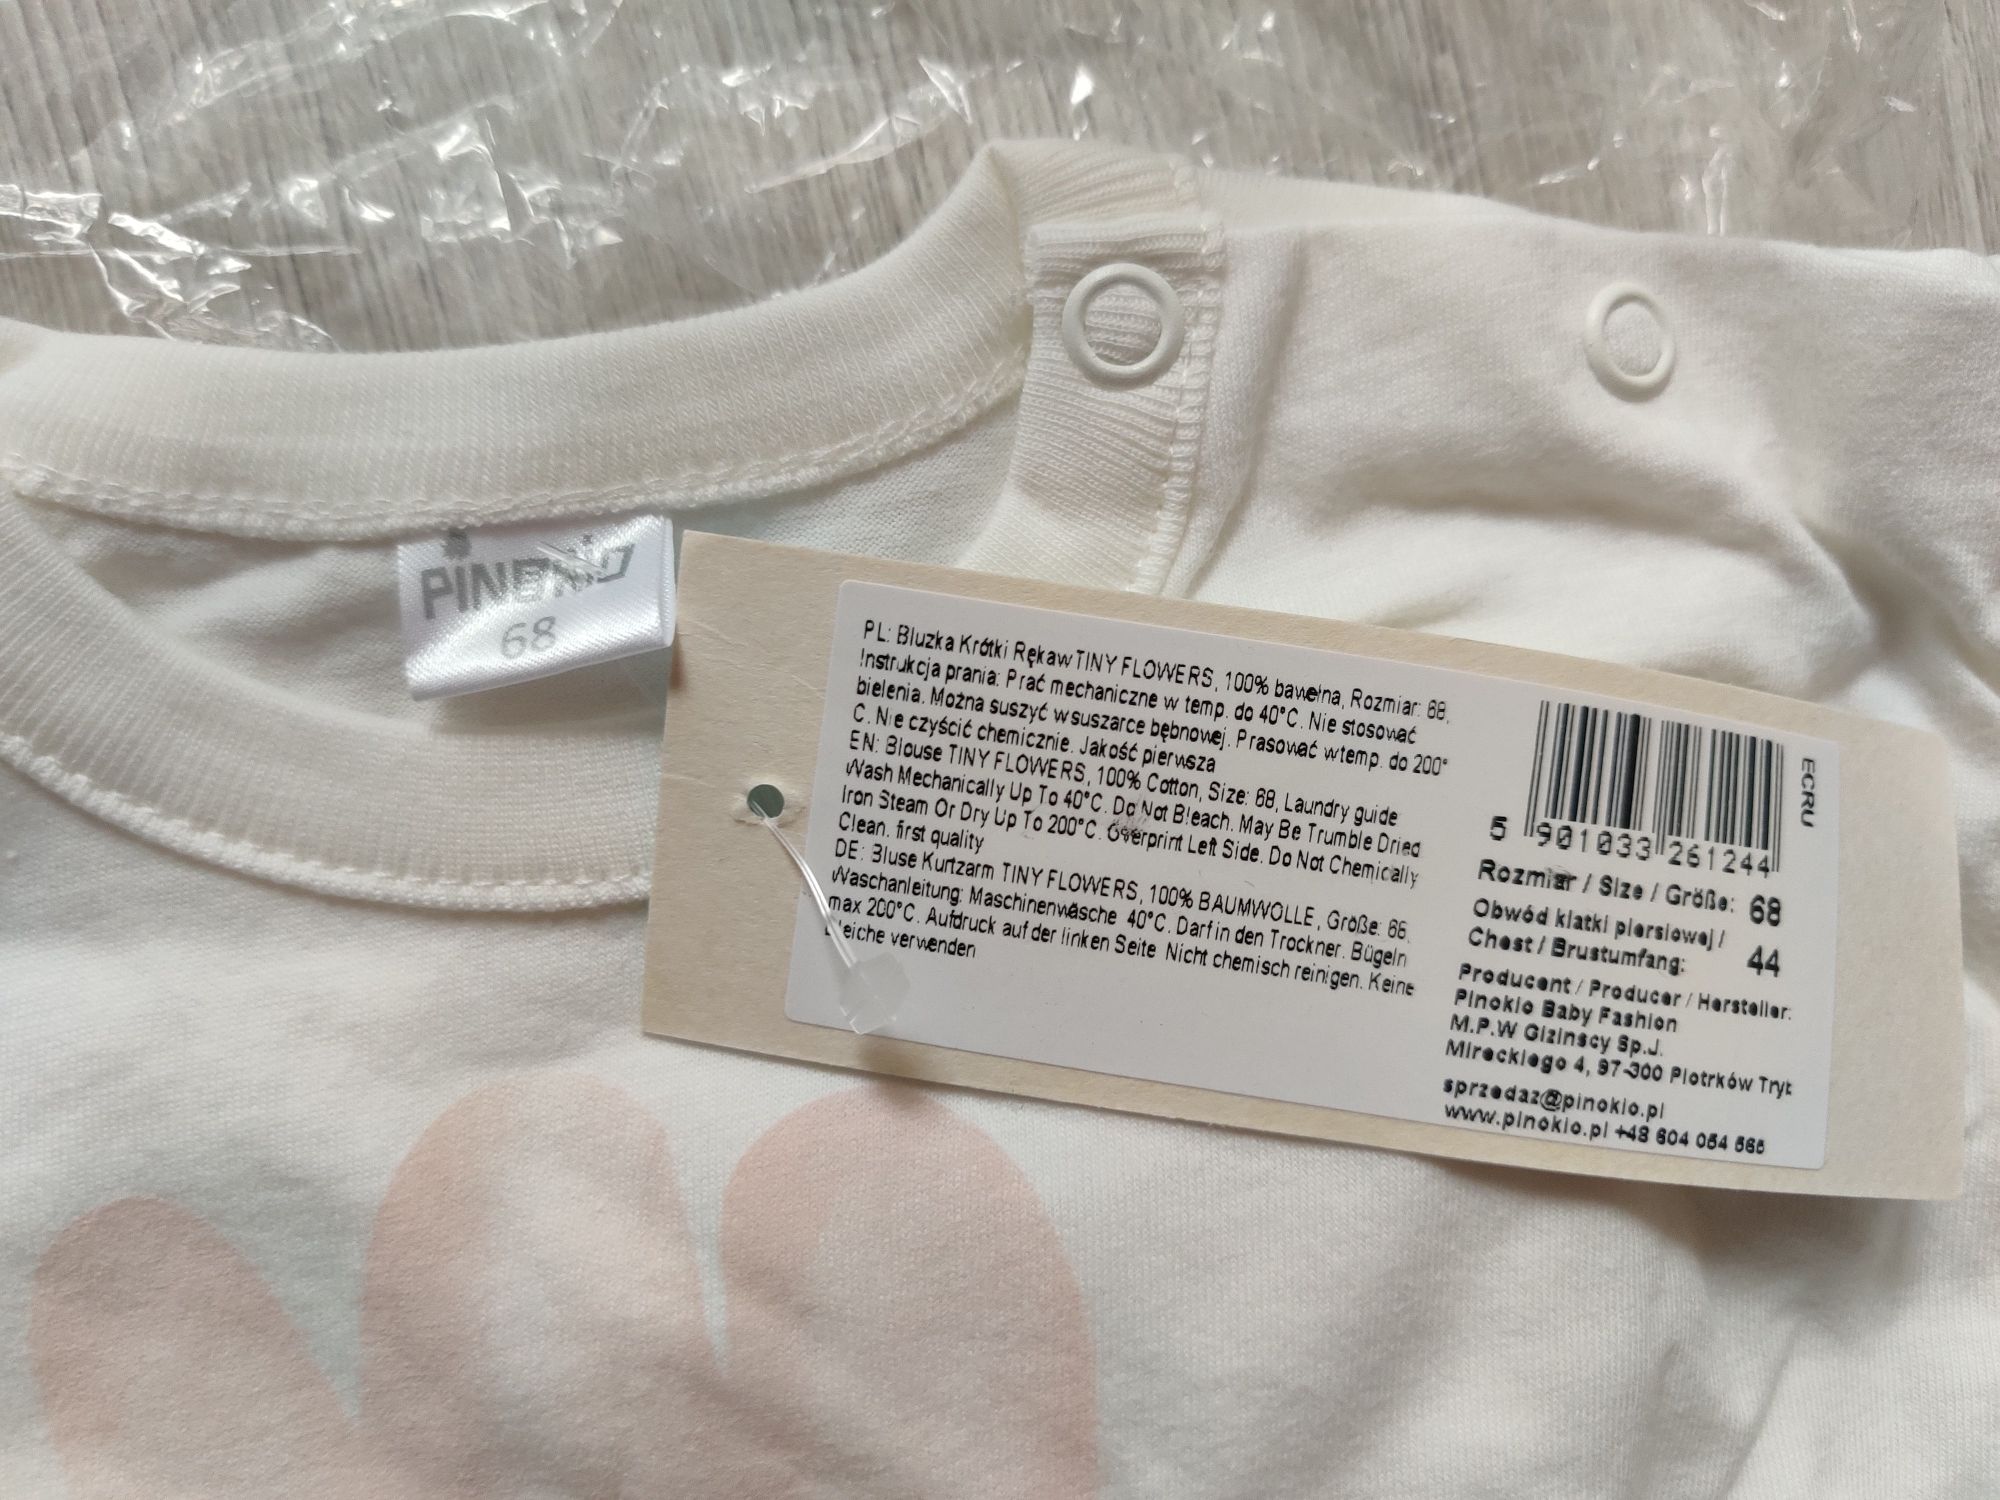 PINOKIO
68
PL: Bluzka Krótki Rękaw TINY FLOWERS, 100% bawełna, Rozmiar: 68,
Instrukcja prania: Prać mechaniczne w temp. do 40°C. Nie stosować
bielenia. Można suszyć w suszarce bębnowej. Prasować w temp. do 200°
C. Nie czyścić chemicznie. Jakość pierwsza
EN: Blouse TINY FLOWERS, 100% Cotton, Size: 68, Laundry guide
Wash Mechanically Up To 40°C. Do Not Bleach. May Be Trumble Dried
Iron Steam Or Dry Up To 200°C. Overprint Left Side. Do Not Chemically
Clean. first quality
DE: Bluse Kurtzarm TINY FLOWERS, 100% BAUMWOLLE, Größe: 68,
Waschanleitung: Maschinenwäsche 40°C. Darf in den Trockner. Bügeln
max 200°C. Aufdruck auf der linken Seite Nicht chemisch reinigen. Keine
Bleiche verwenden
ECRU
5 901033 261244
Rozmiar / Size / Größe: 68
Obwód klatki piersiowej /
Chest / Brustumfang: 44
Producent / Producer / Hersteller:
Pinokio Baby Fashion
M.P.W Gizinscy Sp.J.
Mireckiego 4, 97-300 Piotrków Tryb
sprzedaz@pinokio.pl
www.pinokio.pl +48 604 054 565